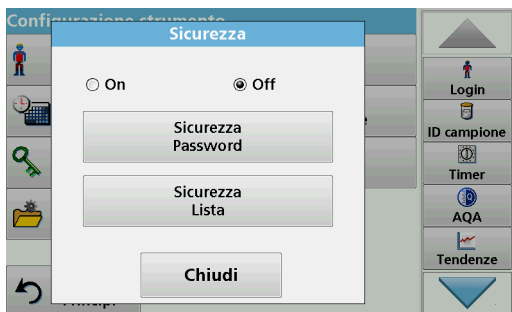 Configurazione strumento
Sicurezza
On
Off
Sicurezza
Password
Sicurezza
Lista
Chiudi
Login
ID campione
Timer
AQA
Tendenze